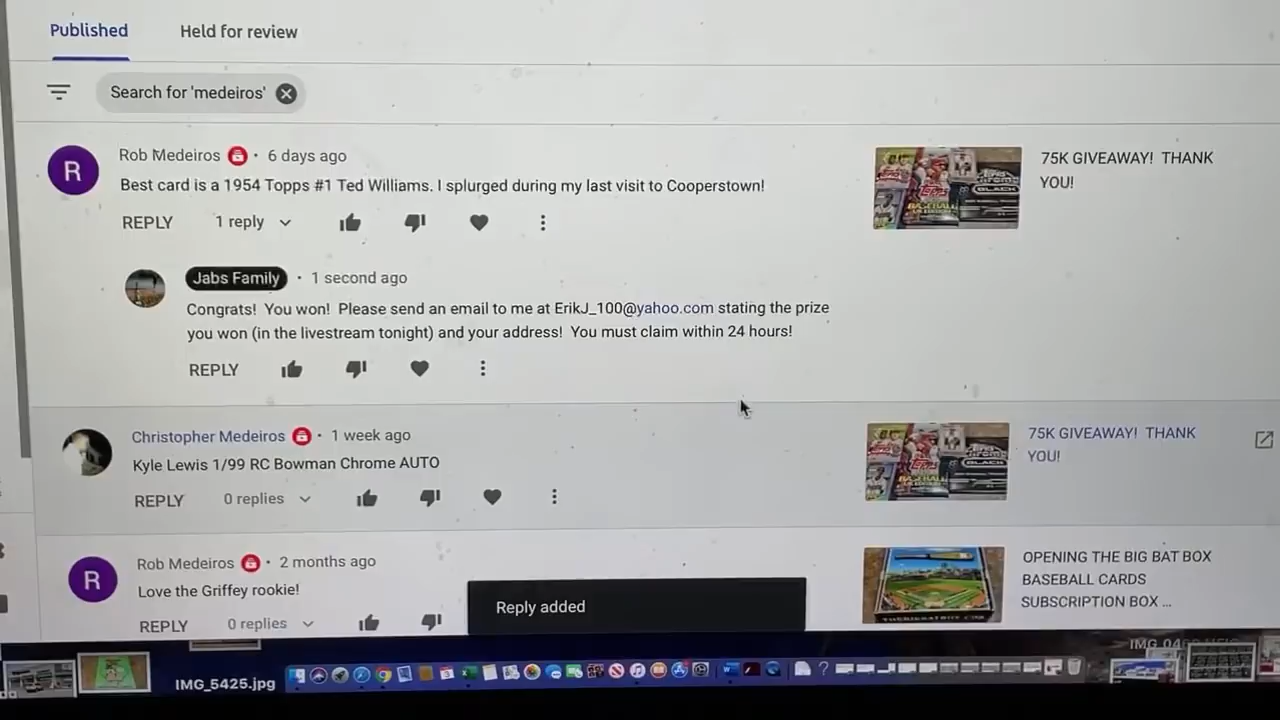 Published
Held for review
Search for 'medeiros'
Rob Medeiros • 6 days ago
Best card is a 1954 Topps #1 Ted Williams. I splurged during my last visit to Cooperstown!
REPLY 1 reply
75K GIVEAWAY! THANK
YOU!
Jabs Family • 1 second ago
Congrats! You won! Please send an email to me at ErikJ_100@yahoo.com stating the prize
you won (in the livestream tonight) and your address! You must claim within 24 hours!
REPLY
Christopher Medeiros • 1 week ago
Kyle Lewis 1/99 RC Bowman Chrome AUTO
REPLY 0 replies
75K GIVEAWAY! THANK
YOU!
Rob Medeiros • 2 months ago
Love the Griffey rookie!
REPLY 0 replies
OPENING THE BIG BAT BOX
BASEBALL CARDS
SUBSCRIPTION BOX ...
Reply added
IMG_5425.jpg